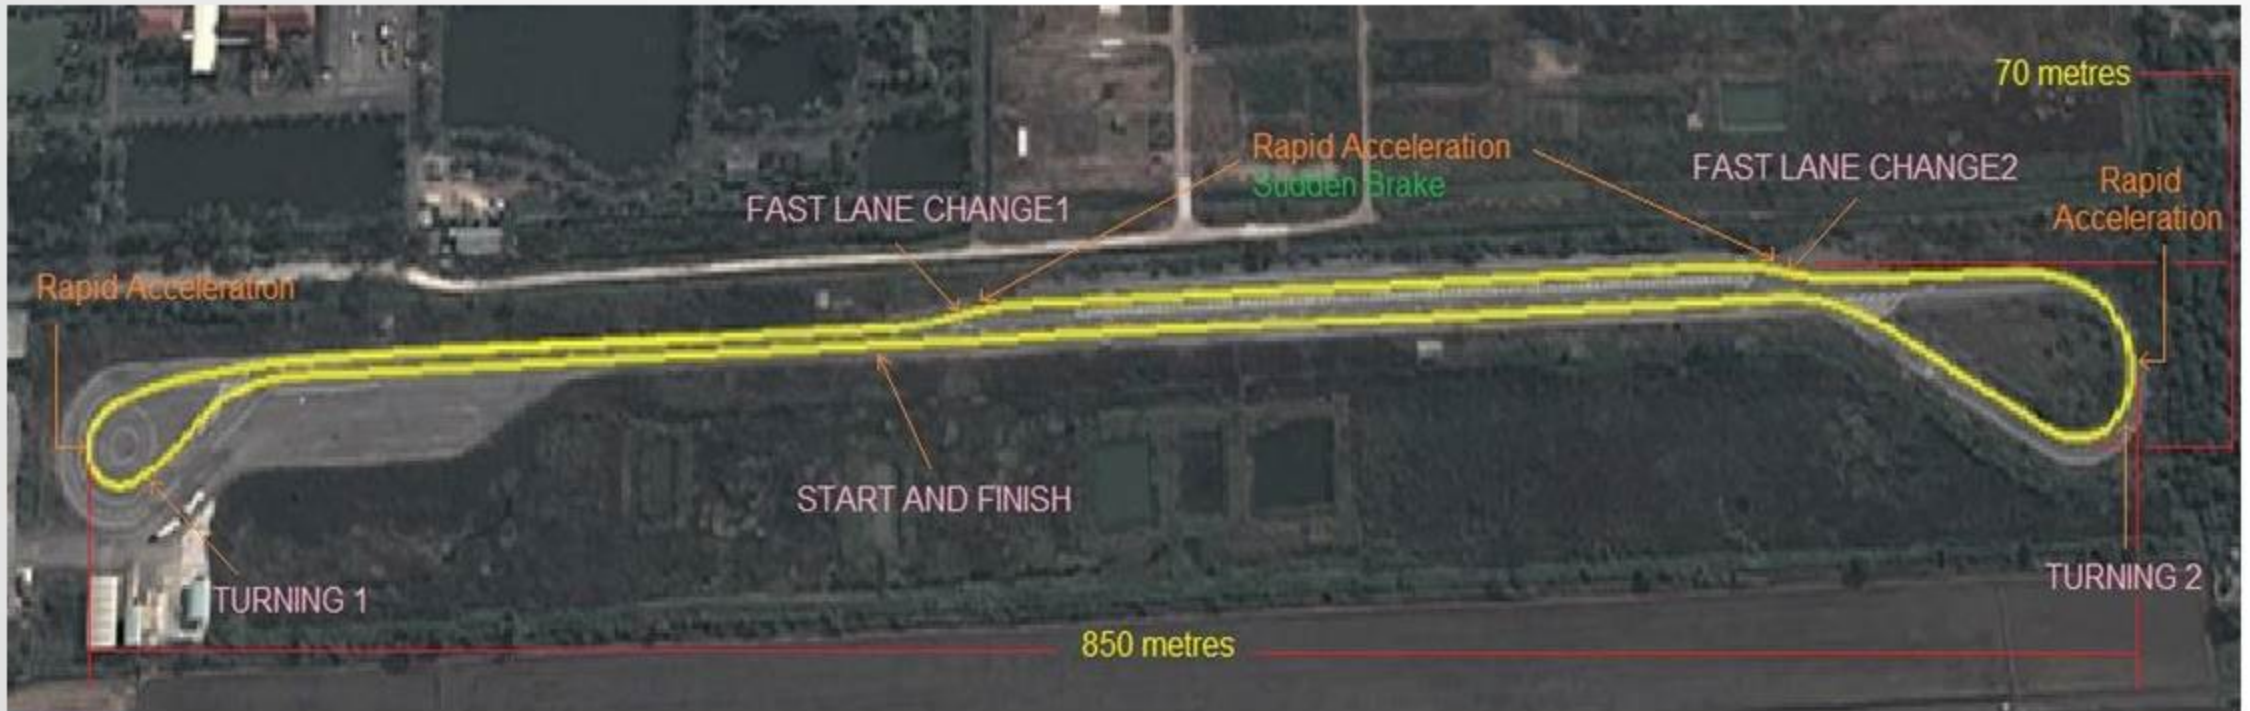 70 metres
Rapid Acceleration
Sudden Brake
FAST LANE CHANGE2
Rapid
Acceleration
FAST LANE CHANGE1
Rapid Acceleration
START AND FINISH
TURNING 1
TURNING 2
850 metres